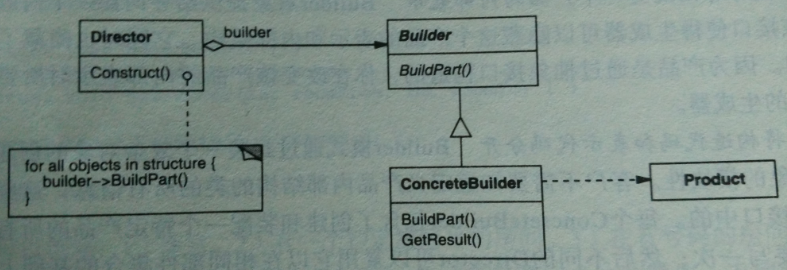 Director
builder
Builder
Construct()
BuildPart()
for all objects in structure {
builder->BuildPart()
}
ConcreteBuilder
Product
BuildPart()
GetResult()